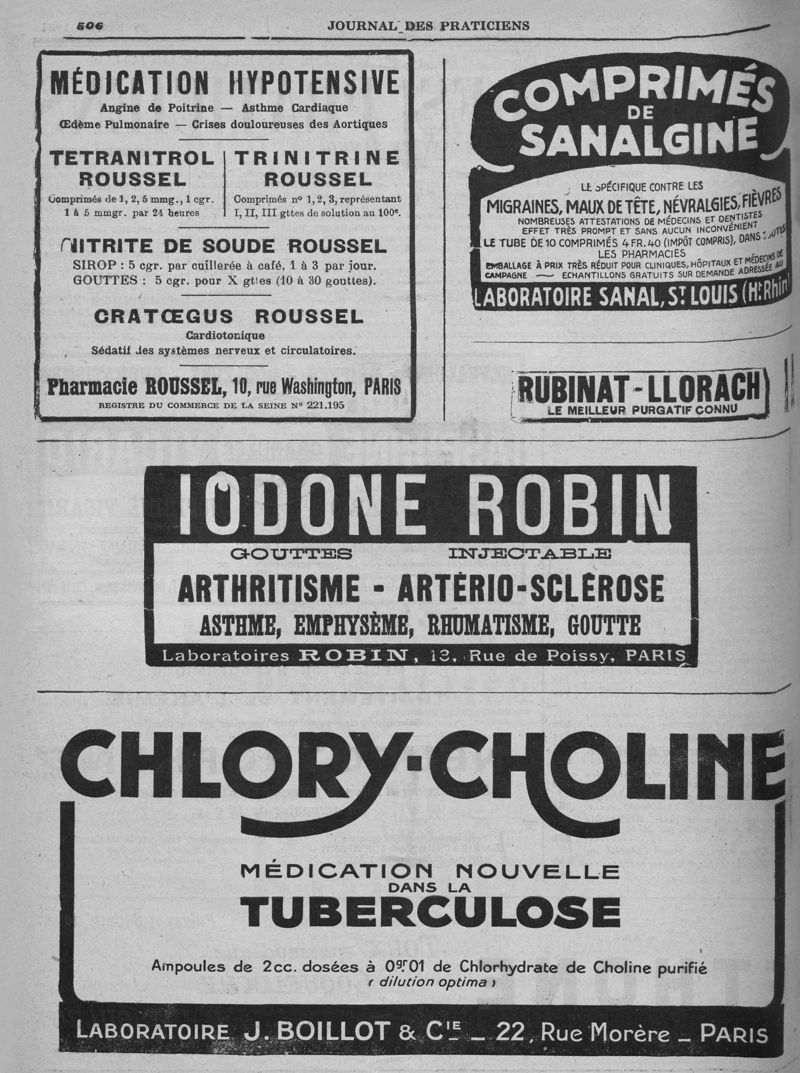 506
JOURNAL DES PRATICIENS
MÉDICATION HYPOTENSIVE
Angine de Poitrine — Asthme Cardiaque
Œdème Pulmonaire — Crises douloureuses des Aortiques
TETRANITROL
ROUSSEL
Comprimés de 1, 2, 5 mmg., 1 cgr.
1 à 5 mmgr. par 24 heures
TRINITRINE
ROUSSEL
Comprimés nº 1, 2, 3, représentant
I, II, III gttes de solution au 100e.
NITRITE DE SOUDE ROUSSEL
SIROP : 5 cgr. par cuillerée à café, 1 à 3 par jour.
GOUTTES : 5 cgr. pour X gttes (10 à 30 gouttes).
CRATŒGUS ROUSSEL
Cardiotonique
Sédatif des systèmes nerveux et circulatoires.
Pharmacie ROUSSEL, 10, rue Washington, PARIS
REGISTRE DU COMMERCE DE LA SEINE Nº 221.195
COMPRIMÉS
DE
SANALGINE
LE SPÉCIFIQUE CONTRE LES
MIGRAINES, MAUX DE TÊTE, NÉVRALGIES, FIÈVRES
NOMBREUSES ATTESTATIONS DE MÉDECINS ET DENTISTES
EFFET TRÈS PROMPT ET SANS AUCUN INCONVÉNIENT
LE TUBE DE 10 COMPRIMÉS 4 FR. 40 (IMPÔT COMPRIS), DANS TOUTES
LES PHARMACIES
EMBALLAGE À PRIX TRÈS RÉDUIT POUR CLINIQUES, HÔPITAUX ET MÉDECINS DE
CAMPAGNE — ECHANTILLONS GRATUITS SUR DEMANDE ADRESSÉE AU
LABORATOIRE SANAL, ST LOUIS (Ht Rhin)
RUBINAT-LLORACH
LE MEILLEUR PURGATIF CONNU
IODONE ROBIN
GOUTTES INJECTABLE
ARTHRITISME - ARTÉRIO-SCLÉROSE
ASTHME, EMPHYSÈME, RHUMATISME, GOUTTE
Laboratoires ROBIN, 13, Rue de Poissy, PARIS
CHLORY-CHOLINE
MÉDICATION NOUVELLE
DANS LA
TUBERCULOSE
Ampoules de 2cc. dosées à 0gr01 de Chlorhydrate de Choline purifié
( dilution optima )
LABORATOIRE J. BOILLOT & CIE _ 22, Rue Morère _ PARIS